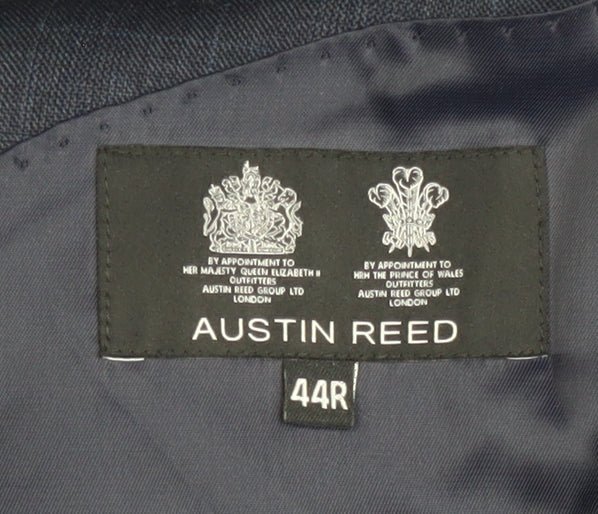 BY APPOINTMENT TO
HER MAJESTY QUEEN ELIZABETH II
OUTFITTERS
AUSTIN REED GROUP LTD
LONDON
BY APPOINTMENT TO
HRH THE PRINCE OF WALES
OUTFITTERS
AUSTIN REED GROUP LTD
LONDON
AUSTIN REED
44R